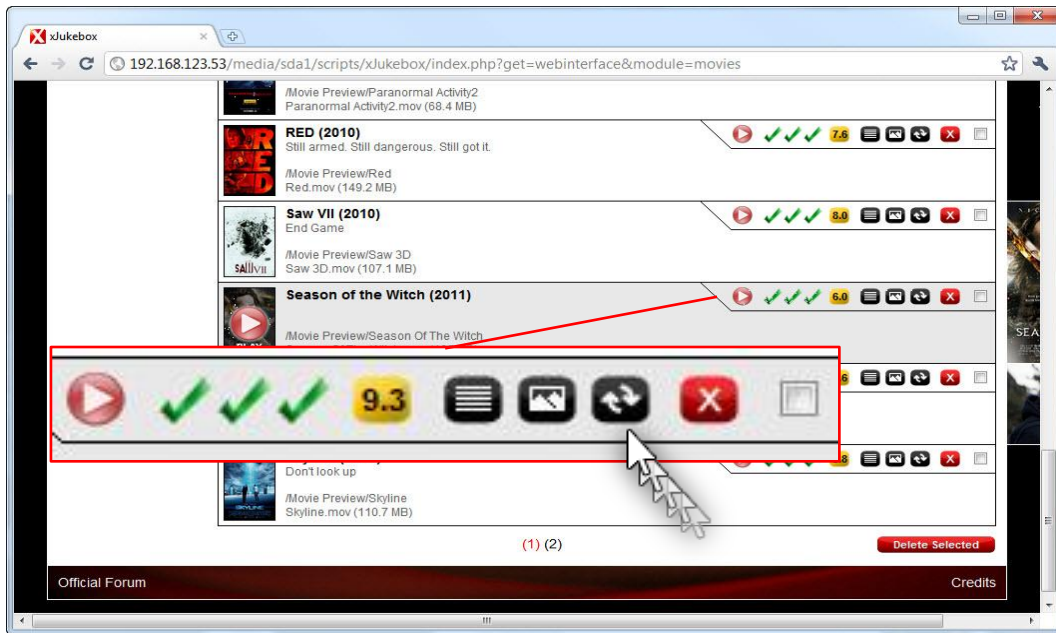 xJukebox
192.168.123.53/media/sda1/scripts/xJukebox/index.php?get=webinterface&module=movies
/Movie Preview/Paranormal Activity2
Paranormal Activity2.mov (68.4 MB)
RED (2010)
7.6
Still armed. Still dangerous. Still got it.
/Movie Preview/Red
Red.mov (149.2 MB)
Saw VII (2010)
8.0
End Game
/Movie Preview/Saw 3D
Saw 3D.mov (107.1 MB)
Season of the Witch (2011)
6.0
/Movie Preview/Season Of The Witch
9.3
Don't look up
/Movie Preview/Skyline
Skyline.mov (110.7 MB)
(1) (2)
Delete Selected
Official Forum
Credits